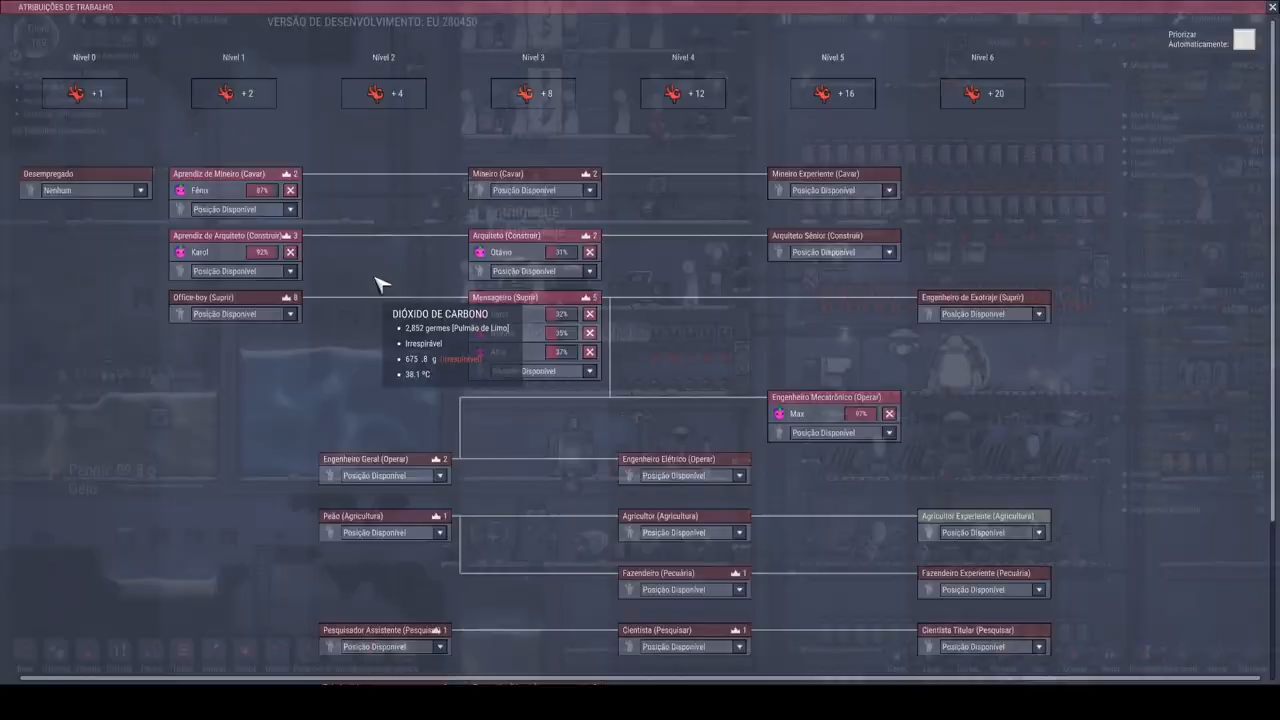 ATRIBUIÇÕES DE TRABALHO
VERSÃO DE DESENVOLVIMENTO: EU 280450
Priorizar
Automaticamente:
Nível 0
Nível 1
Nível 2
Nível 3
Nível 4
Nível 5
Nível 6
+ 1
+ 2
+ 4
+ 8
+ 12
+ 16
+ 20
Desempregado
Nenhum
Aprendiz de Mineiro (Cavar) 2
Fênix 87%
Posição Disponível
Mineiro (Cavar) 2
Posição Disponível
Mineiro Experiente (Cavar)
Posição Disponível
Aprendiz de Arquiteto (Construir) 3
Karol 92%
Posição Disponível
Arquiteto (Construir) 2
Otávio 31%
Posição Disponível
Arquiteto Sênior (Construir)
Posição Disponível
Office-boy (Suprir) 8
Posição Disponível
Mensageiro (Suprir) 5
32%
35%
37%
Disponível
Engenheiro de Exotraje (Suprir)
Posição Disponível
DIÓXIDO DE CARBONO
2,852 germes [Pulmão de Limo]
Irrespirável
675 .8 g (Irrespirável)
38.1 ºC
Engenheiro Mecatrônico (Operar)
Max 97%
Posição Disponível
Engenheiro Geral (Operar) 2
Posição Disponível
Engenheiro Elétrico (Operar)
Posição Disponível
Peão (Agricultura) 1
Posição Disponível
Agricultor (Agricultura)
Posição Disponível
Agricultor Experiente (Agricultura)
Posição Disponível
Fazendeiro (Pecuária) 1
Posição Disponível
Fazendeiro Experiente (Pecuária)
Posição Disponível
Pesquisador Assistente (Pesquisar) 1
Posição Disponível
Cientista (Pesquisar) 1
Posição Disponível
Cientista Titular (Pesquisar)
Posição Disponível